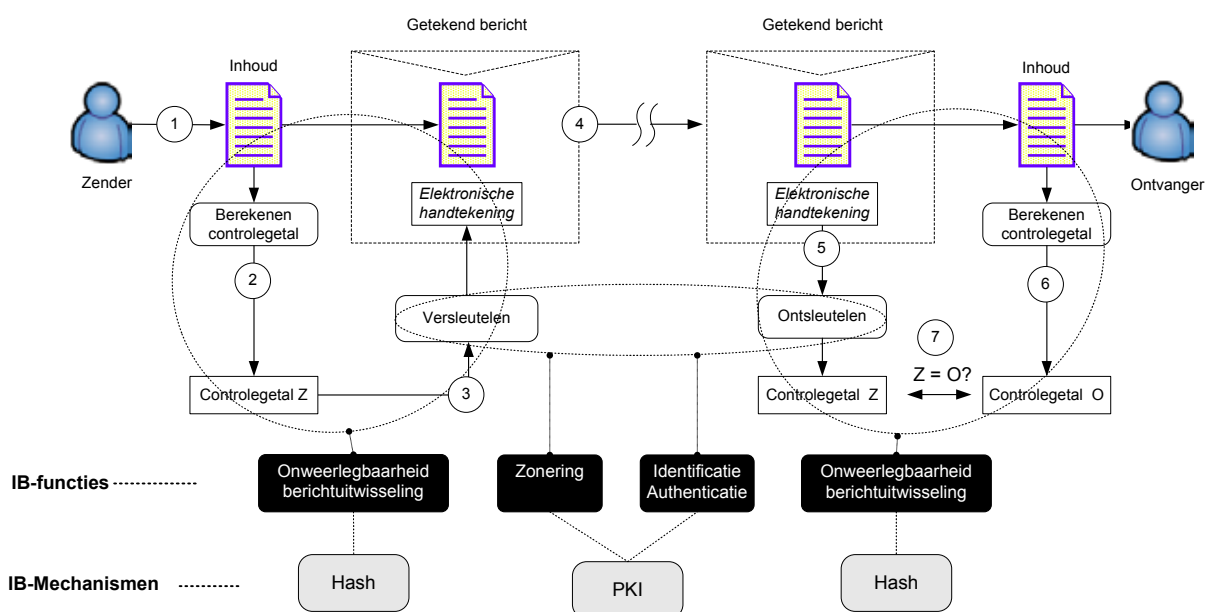 Getekend bericht
Getekend bericht
Inhoud
Inhoud
1
4
Zender
Ontvanger
Elektronische
handtekening
Elektronische
handtekening
Berekenen
controlegetal
Berekenen
controlegetal
2
5
6
Versleutelen
Ontsleutelen
7
Z = O?
3
Controlegetal Z
Controlegetal Z
Controlegetal O
IB-functies
Onweerlegbaarheid
berichtuitwisseling
Zonering
Identificatie
Authenticatie
Onweerlegbaarheid
berichtuitwisseling
IB-Mechanismen
Hash
PKI
Hash